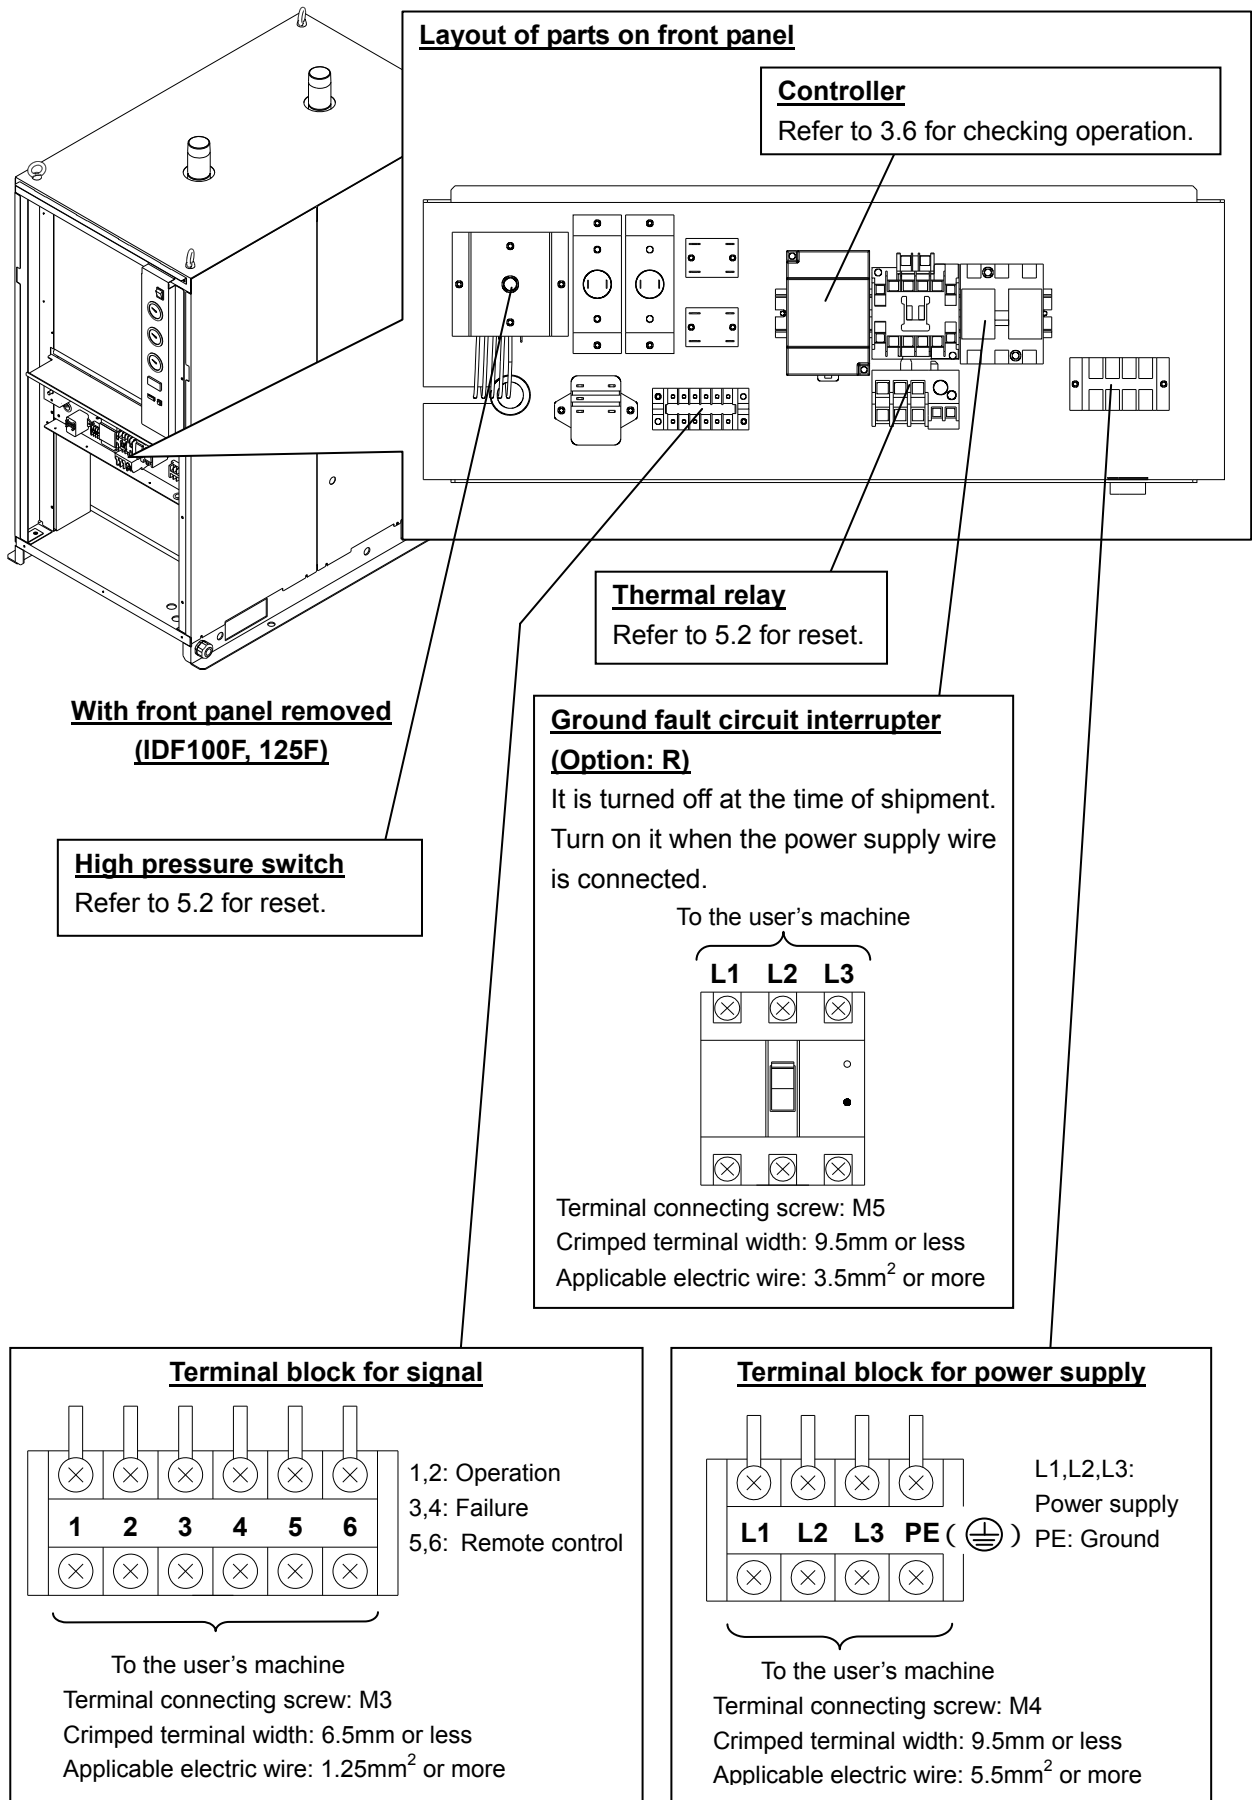 Layout of parts on front panel
Controller
Refer to 3.6 for checking operation.
Thermal relay
Refer to 5.2 for reset.
With front panel removed
(IDF100F, 125F)
High pressure switch
Refer to 5.2 for reset.
Ground fault circuit interrupter
(Option: R)
It is turned off at the time of shipment.
Turn on it when the power supply wire
is connected.
To the user's machine
L1 L2 L3
Terminal connecting screw: M5
Crimped terminal width: 9.5mm or less
Applicable electric wire: 3.5mm² or more
Terminal block for signal
1,2: Operation
3,4: Failure
5,6: Remote control
1 2 3 4 5 6
To the user's machine
Terminal connecting screw: M3
Crimped terminal width: 6.5mm or less
Applicable electric wire: 1.25mm² or more
Terminal block for power supply
L1,L2,L3:
Power supply
PE: Ground
L1 L2 L3 PE ( ⏚ )
To the user's machine
Terminal connecting screw: M4
Crimped terminal width: 9.5mm or less
Applicable electric wire: 5.5mm² or more